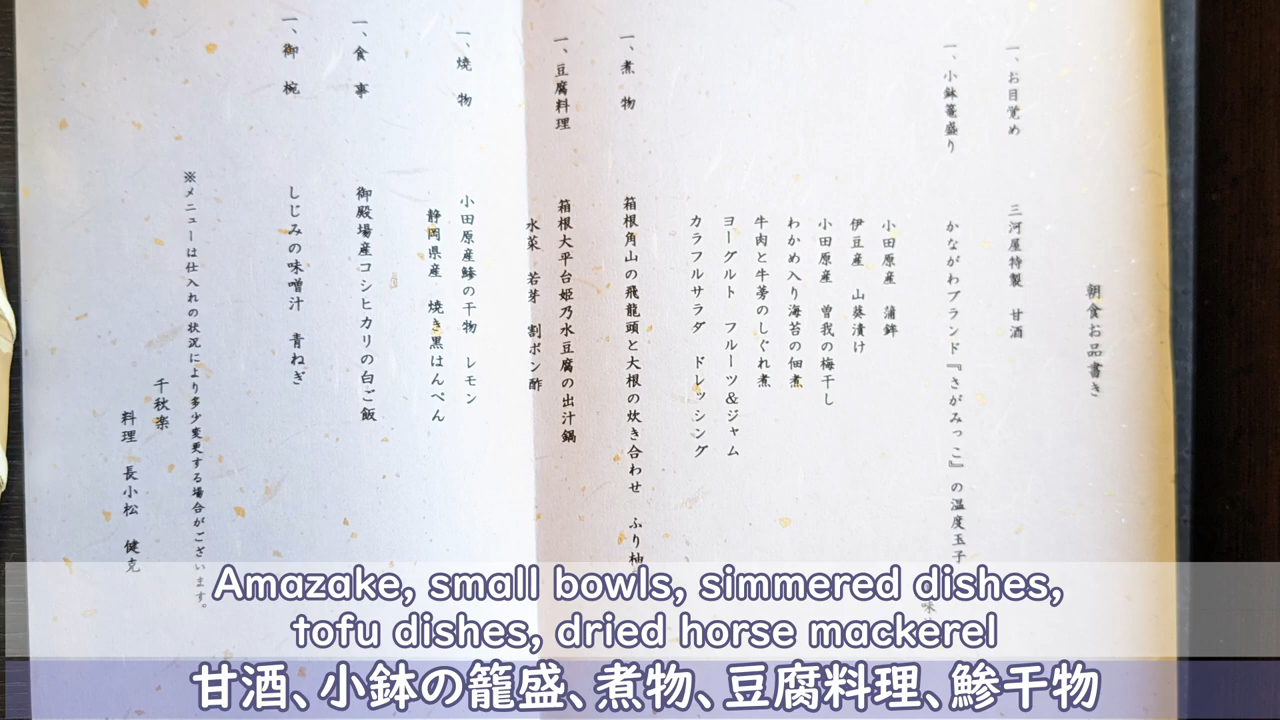 朝食お品書き
一、お目覚め 三河屋特製 甘酒
一、小鉢籠盛り かながわブランド『さがみっこ』の温度玉子
味
小田原産 蒲鉾
伊豆産 山葵漬け
小田原産 曽我の梅干し
わかめ入り海苔の佃煮
牛肉と牛蒡のしぐれ煮
ヨーグルト フルーツ&ジャム
カラフルサラダ ドレッシング
一、煮物 箱根角山の飛龍頭と大根の炊き合わせ ふり柚
一、豆腐料理 箱根大平台姫乃水豆腐の出汁鍋
水菜 若芽 割ポン酢
一、焼物 小田原産鯵の干物 レモン
静岡県産 焼き黒はんぺん
一、食事 御殿場産コシヒカリの白ご飯
一、御椀 しじみの味噌汁 青ねぎ
※メニューは仕入れの状況により多少変更する場合がございます。
千秋楽
料理長 小松 健克
Amazake, small bowls, simmered dishes,
tofu dishes, dried horse mackerel
甘酒、小鉢の籠盛、煮物、豆腐料理、鯵干物